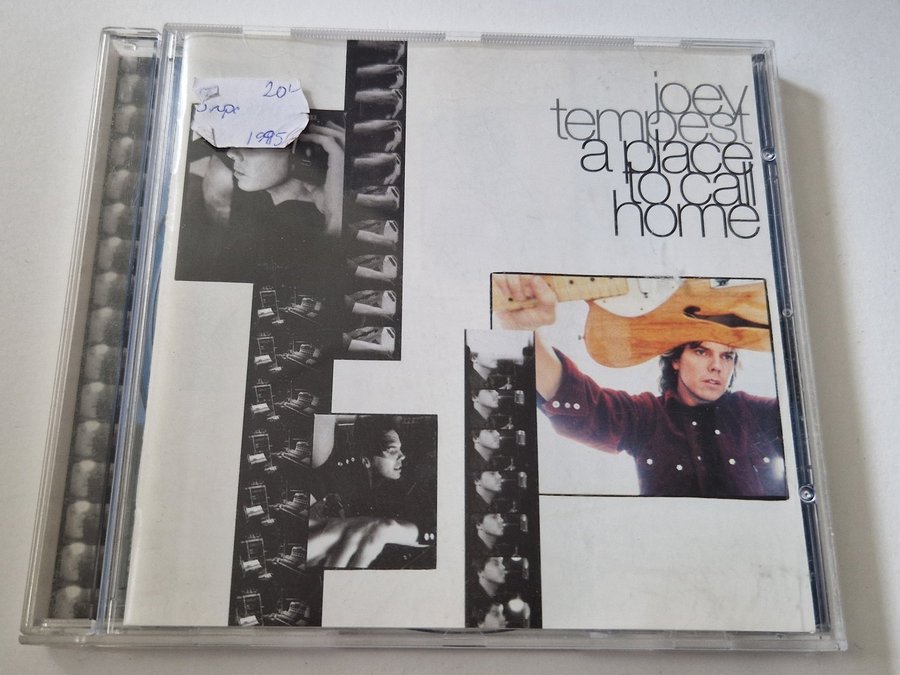 20:-
1995
joey
tempest
a place
to call
home